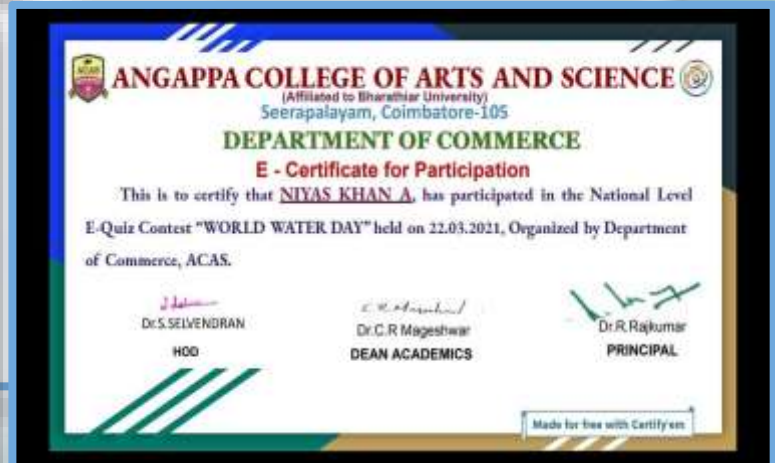 ANGAPPA COLLEGE OF ARTS AND SCIENCE
(Affiliated to Bharathiar University)
Seerapalayam, Coimbatore-105
DEPARTMENT OF COMMERCE
E - Certificate for Participation
This is to certify that NIYAS KHAN A, has participated in the National Level
E-Quiz Contest "WORLD WATER DAY" held on 22.03.2021, Organized by Department
of Commerce, ACAS.
Dr.S.SELVENDRAN
HOD
Dr.C.R Mageshwar
DEAN ACADEMICS
Dr.R.Rajkumar
PRINCIPAL
Made for free with Certify'em